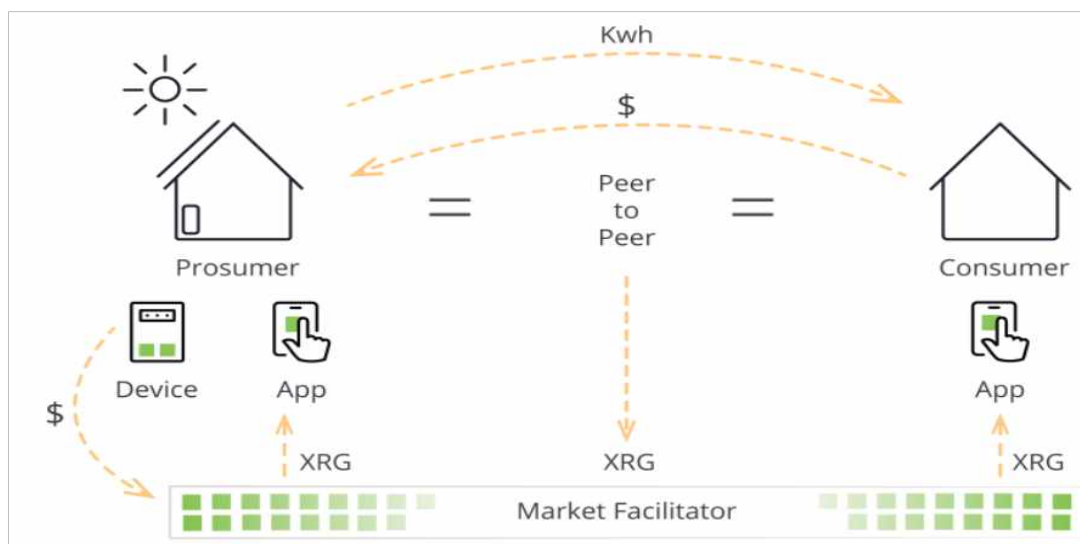 Kwh
$
Peer
to
Peer
Prosumer
Consumer
Device
App
App
$
XRG
XRG
XRG
Market Facilitator